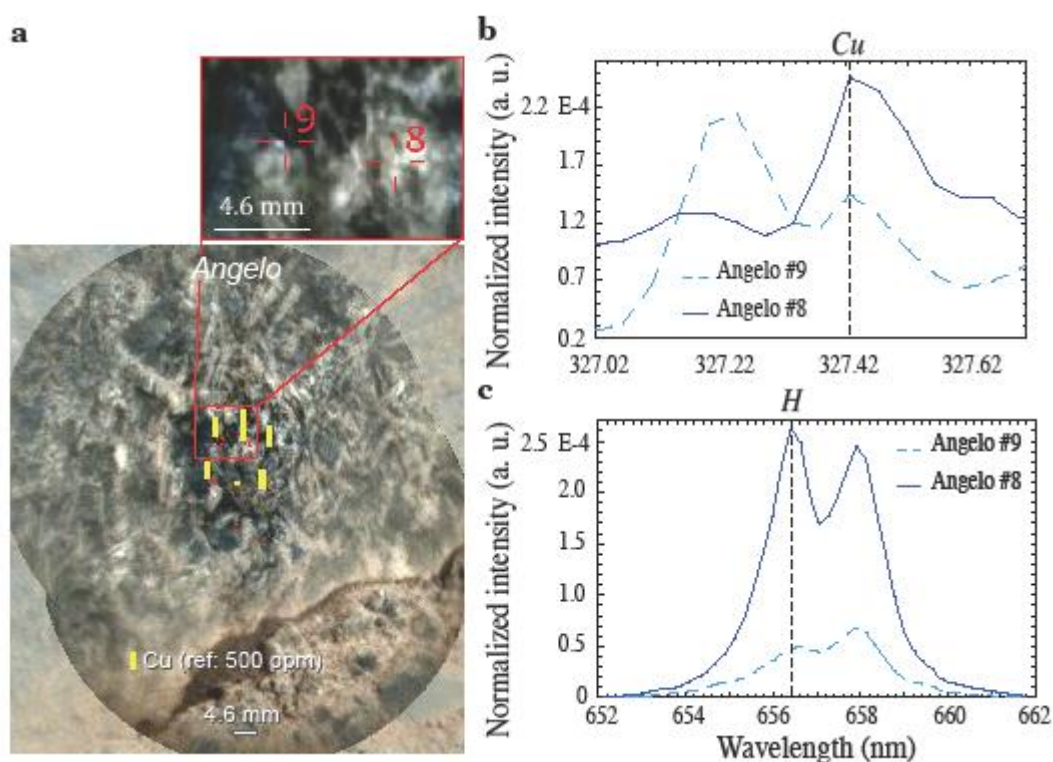 a
9
8
4.6 mm
Angelo
Cu (ref: 500 ppm)
4.6 mm
b
Cu
Normalized intensity (a. u.)
2.2 E-4
1.7
1.2
0.7
0.2
Angelo #9
Angelo #8
327.02 327.22 327.42 327.62
c
H
Normalized intensity (a. u.)
2.5 E-4
2.0
1.5
1.0
0.5
0
Angelo #9
Angelo #8
652 654 656 658 660 662
Wavelength (nm)